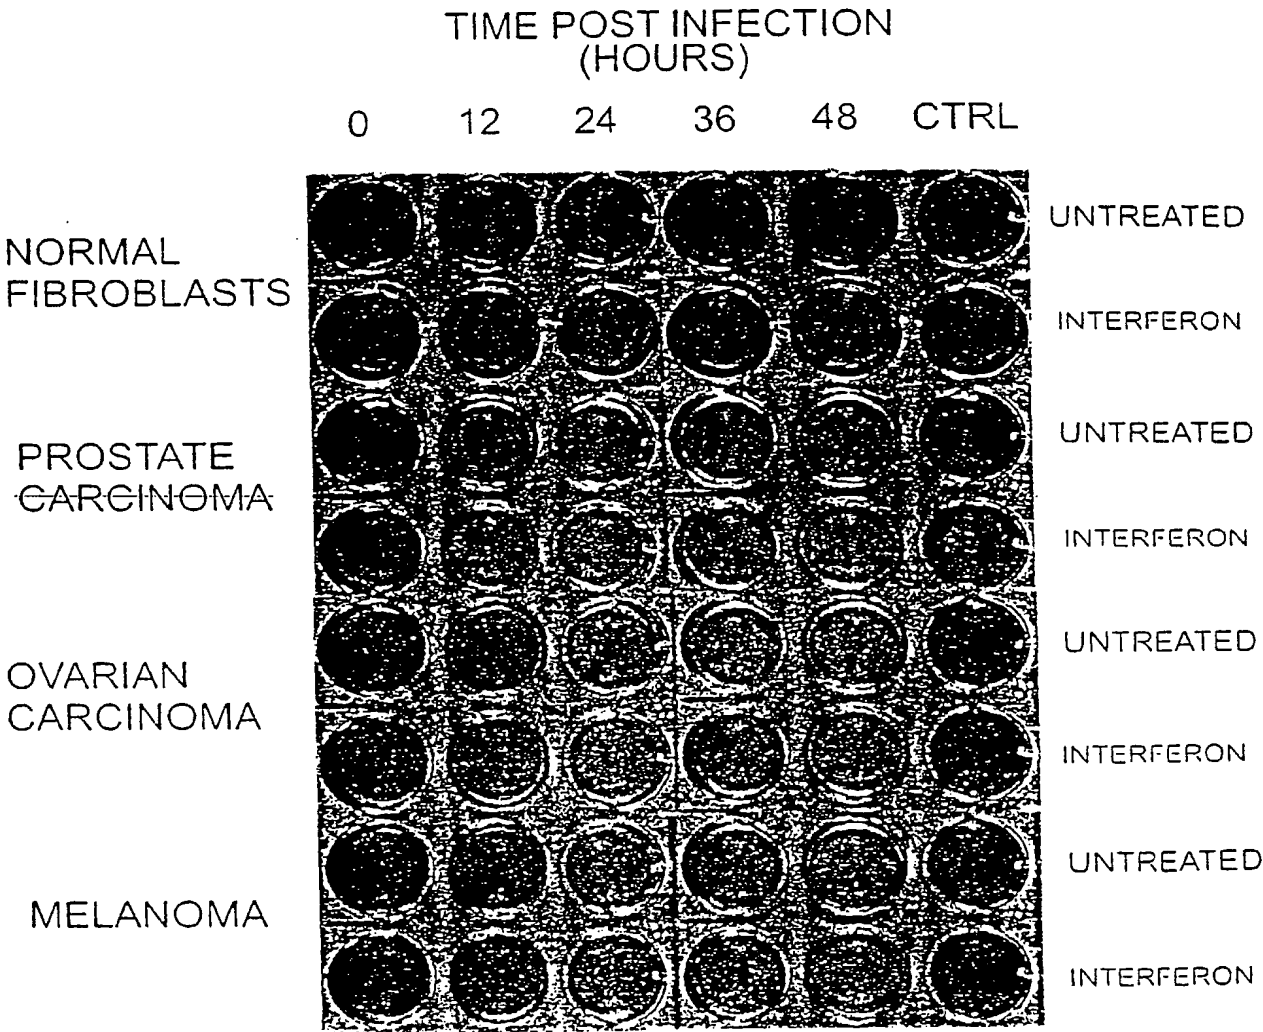 TIME POST INFECTION
(HOURS)
0 12 24 36 48 CTRL
NORMAL
FIBROBLASTS
UNTREATED
INTERFERON
PROSTATE
CARCINOMA
UNTREATED
INTERFERON
OVARIAN
CARCINOMA
UNTREATED
INTERFERON
MELANOMA
UNTREATED
INTERFERON